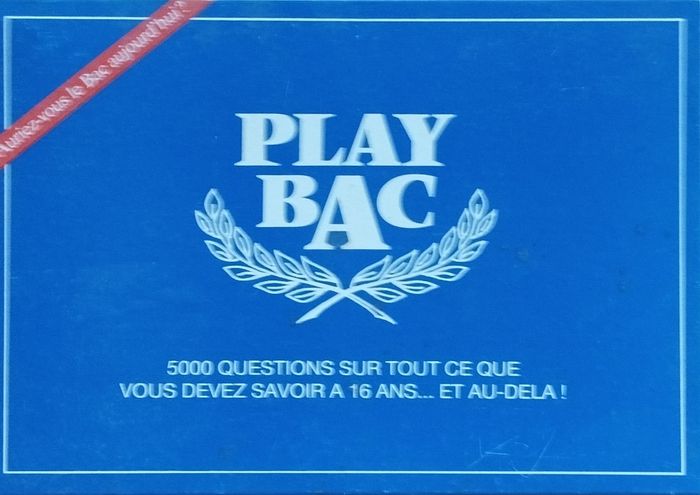 Auriez-vous le Bac aujourd'hui ?
PLAY
BAC
5000 QUESTIONS SUR TOUT CE QUE
VOUS DEVEZ SAVOIR A 16 ANS... ET AU-DELA !